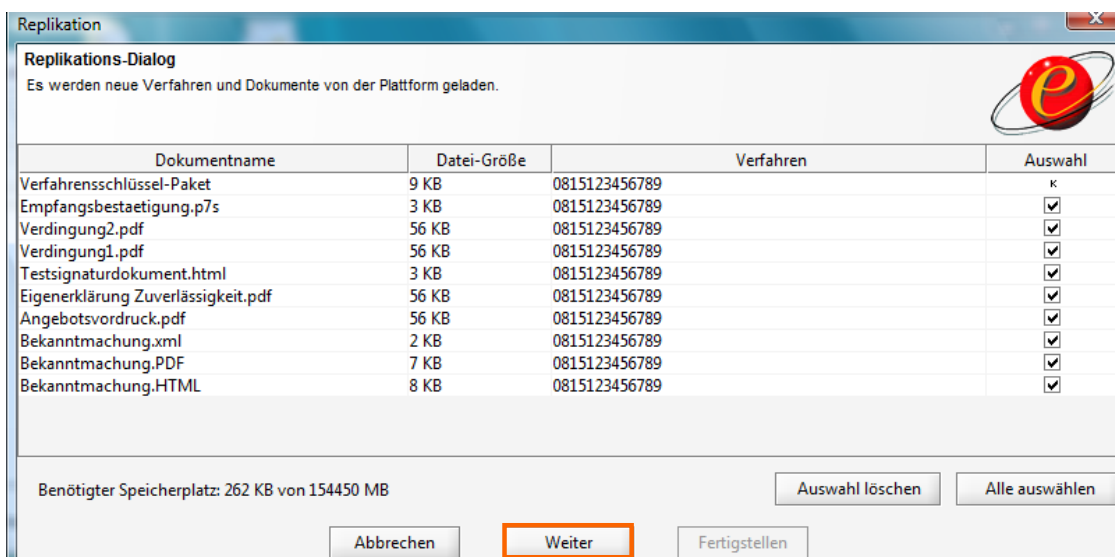 Replikation
Replikations-Dialog
Es werden neue Verfahren und Dokumente von der Plattform geladen.
Dokumentname Datei-Größe Verfahren Auswahl
Verfahrensschlüssel-Paket 9 KB 0815123456789 K
Empfangsbestaetigung.p7s 3 KB 0815123456789
Verdingung2.pdf 56 KB 0815123456789
Verdingung1.pdf 56 KB 0815123456789
Testsignaturdokument.html 3 KB 0815123456789
Eigenerklärung Zuverlässigkeit.pdf 56 KB 0815123456789
Angebotsvordruck.pdf 56 KB 0815123456789
Bekanntmachung.xml 2 KB 0815123456789
Bekanntmachung.PDF 7 KB 0815123456789
Bekanntmachung.HTML 8 KB 0815123456789
Benötigter Speicherplatz: 262 KB von 154450 MB Auswahl löschen Alle auswählen
Abbrechen Weiter Fertigstellen